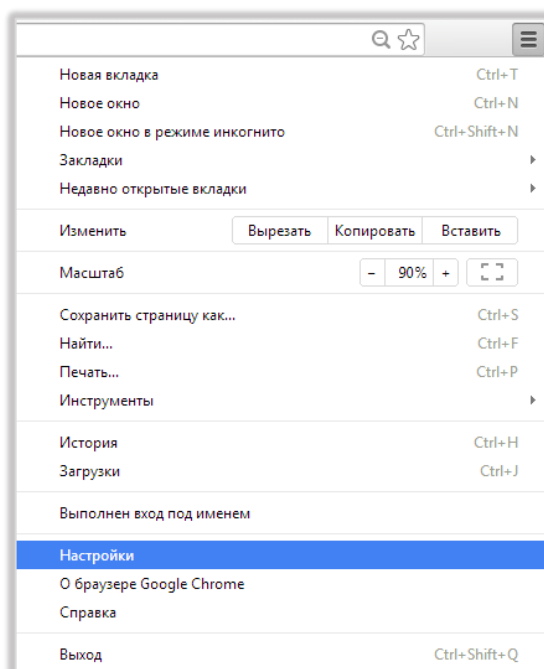 Новая вкладка Ctrl+T
Новое окно Ctrl+N
Новое окно в режиме инкогнито Ctrl+Shift+N
Закладки
Недавно открытые вкладки
Изменить Вырезать Копировать Вставить
Масштаб − 90% +
Сохранить страницу как... Ctrl+S
Найти... Ctrl+F
Печать... Ctrl+P
Инструменты
История Ctrl+H
Загрузки Ctrl+J
Выполнен вход под именем
Настройки
О браузере Google Chrome
Справка
Выход Ctrl+Shift+Q